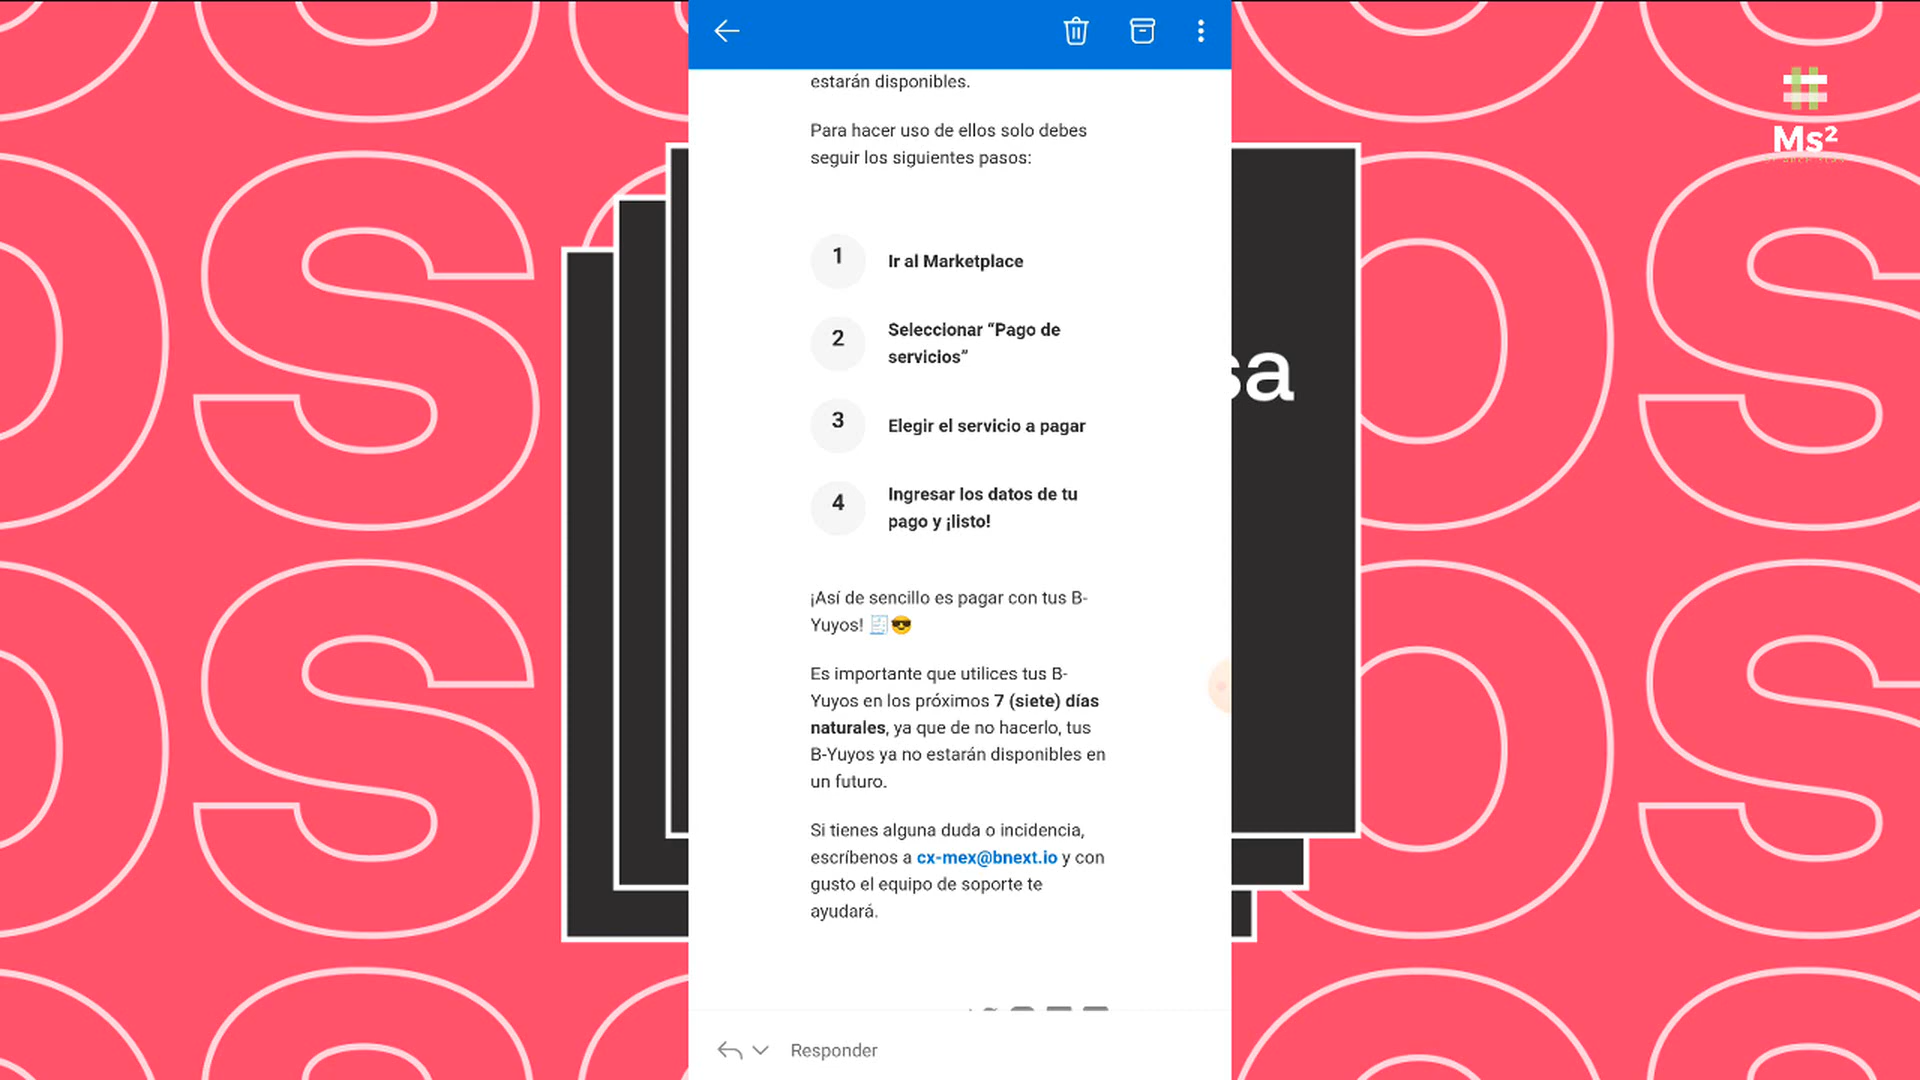 estarán disponibles.
Para hacer uso de ellos solo debes
seguir los siguientes pasos:
1
Ir al Marketplace
2
Seleccionar “Pago de
servicios”
3
Elegir el servicio a pagar
4
Ingresar los datos de tu
pago y ¡listo!
¡Así de sencillo es pagar con tus B-
Yuyos! 🧾😎
Es importante que utilices tus B-
Yuyos en los próximos 7 (siete) días
naturales, ya que de no hacerlo, tus
B-Yuyos ya no estarán disponibles en
un futuro.
Si tienes alguna duda o incidencia,
escríbenos a cx-mex@bnext.io y con
gusto el equipo de soporte te
ayudará.
Responder
sa
Ms²